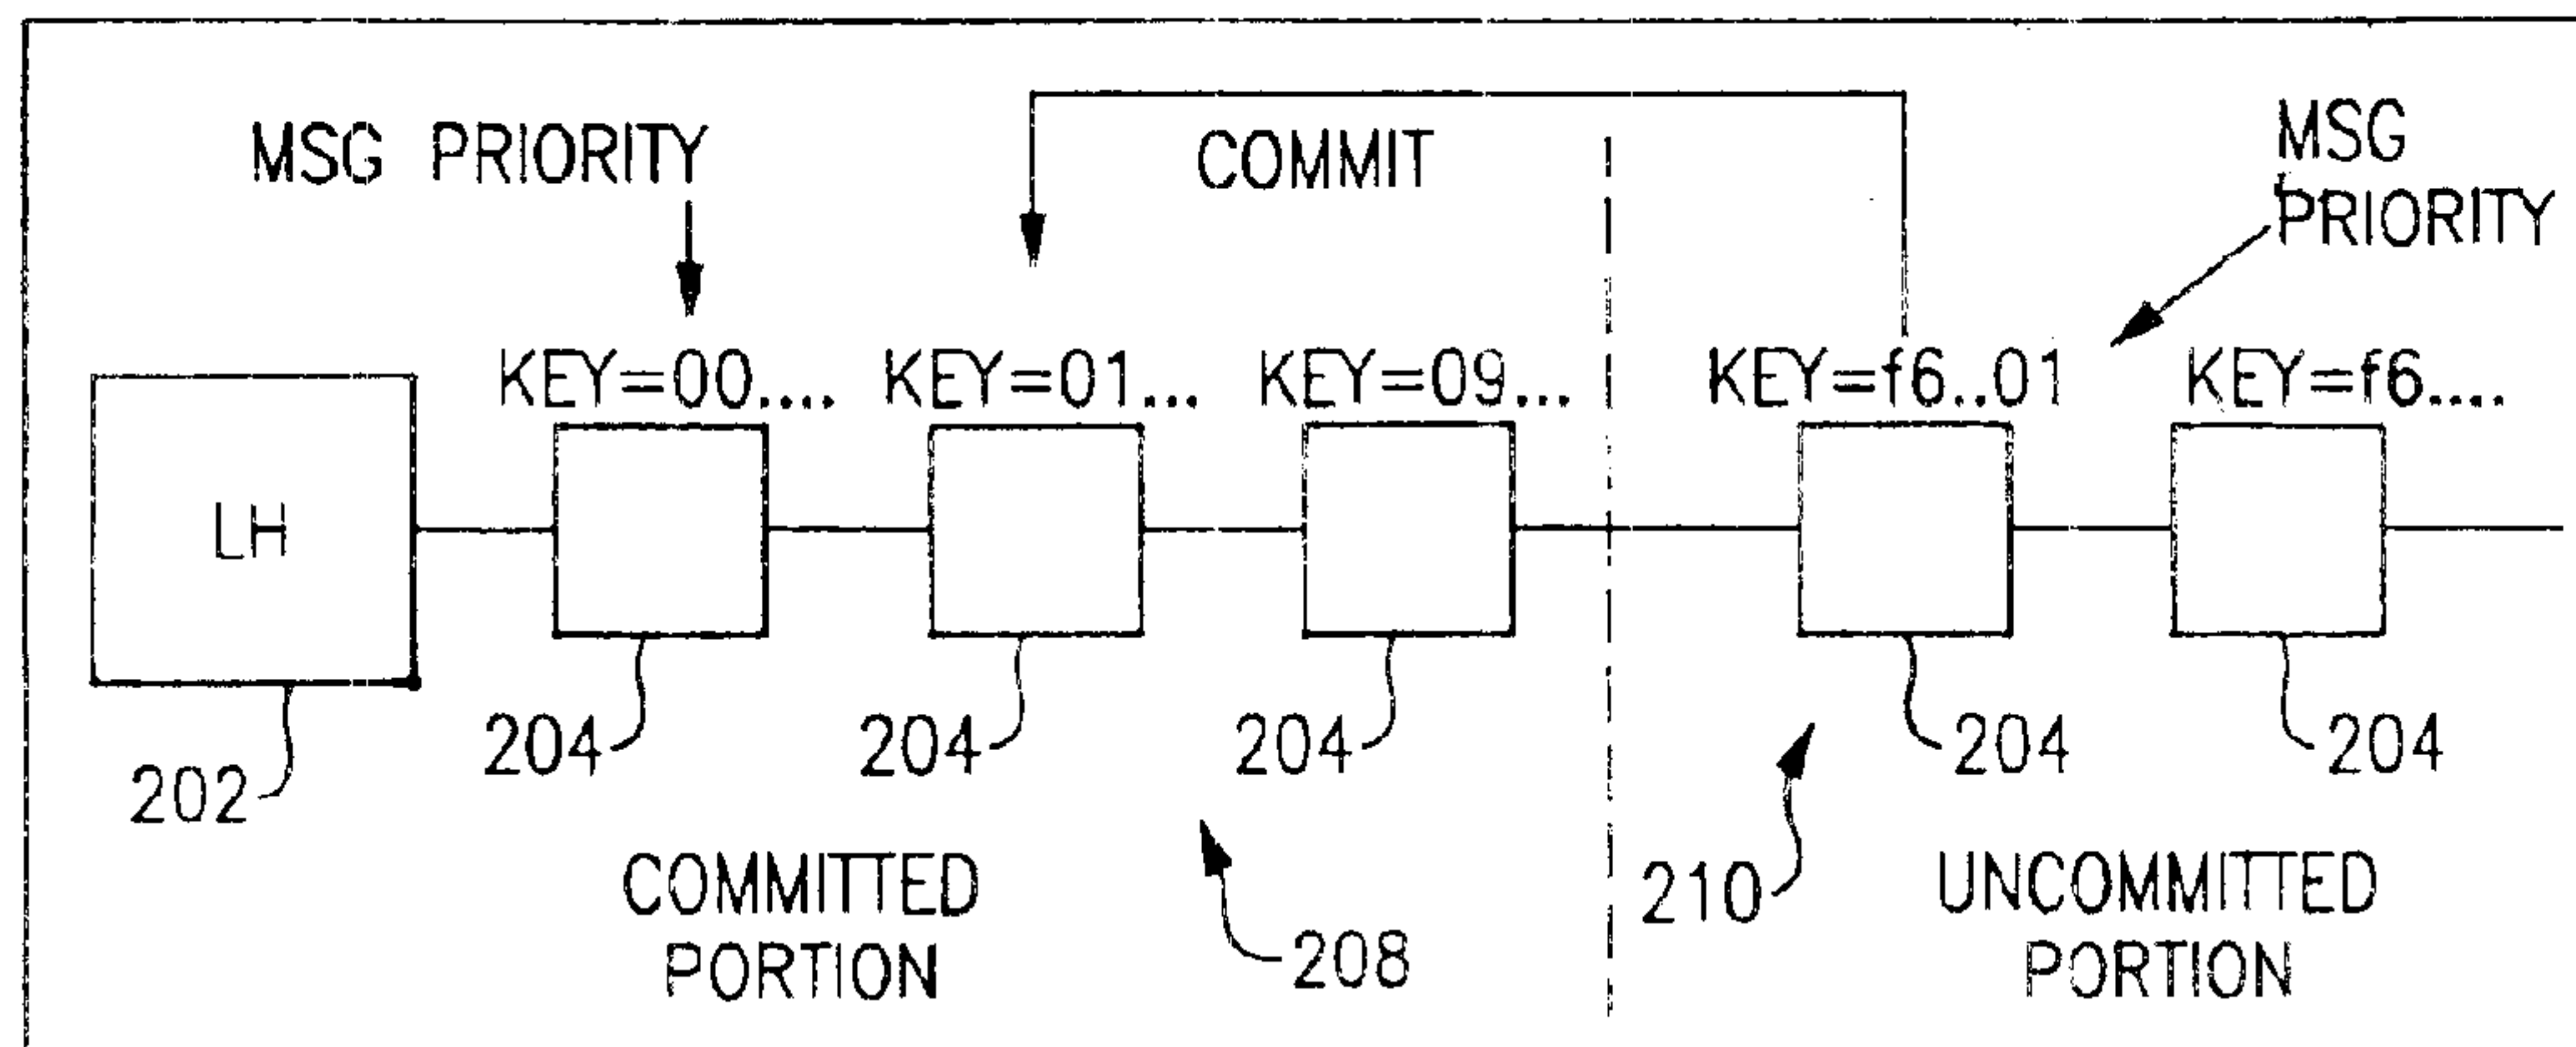 MSG PRIORITY
COMMIT
MSG
PRIORITY
KEY=00.... KEY=01... KEY=09... KEY=f6..01 KEY=f6....
LH
202
204 204 204 204 204
COMMITTED
PORTION
208
210
UNCOMMITTED
PORTION